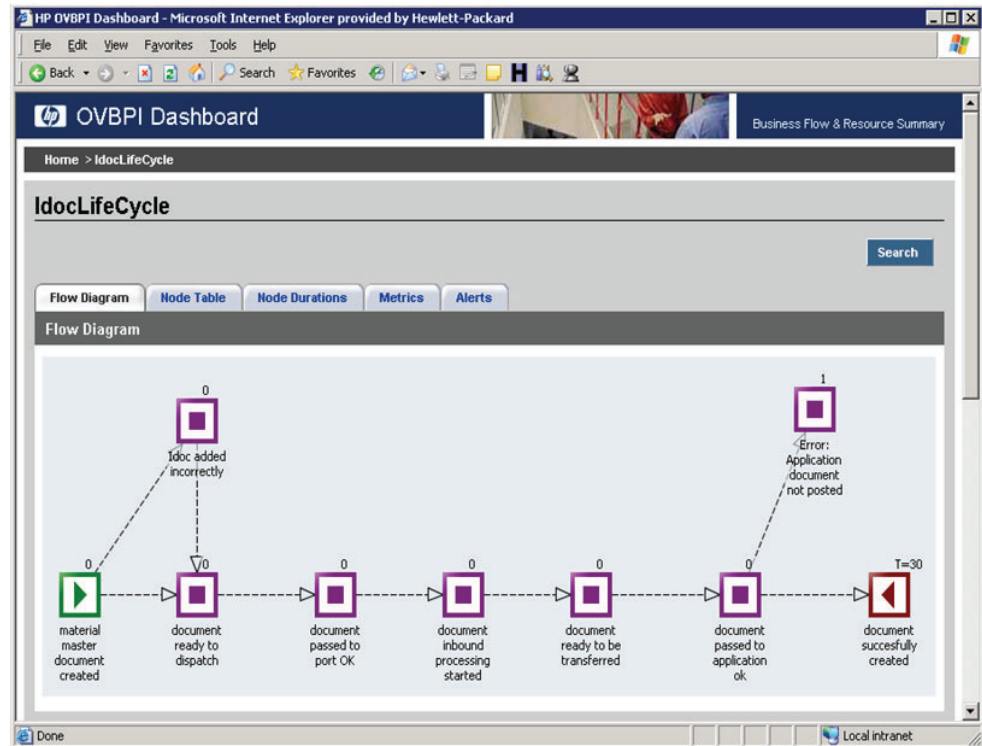 HP OVBPI Dashboard - Microsoft Internet Explorer provided by Hewlett-Packard
File Edit View Favorites Tools Help
Back Search Favorites H
hp OVBPI Dashboard
Business Flow & Resource Summary
Home > IdocLifeCycle
IdocLifeCycle
Search
Flow Diagram Node Table Node Durations Metrics Alerts
Flow Diagram
0
Idoc added
incorrectly
1
Error:
Application
document
not posted
0
material
master
document
created
0
document
ready to
dispatch
0
document
passed to
port OK
0
document
inbound
processing
started
0
document
ready to be
transferred
0
document
passed to
application
ok
T=30
document
succesfully
created
Done
Local intranet